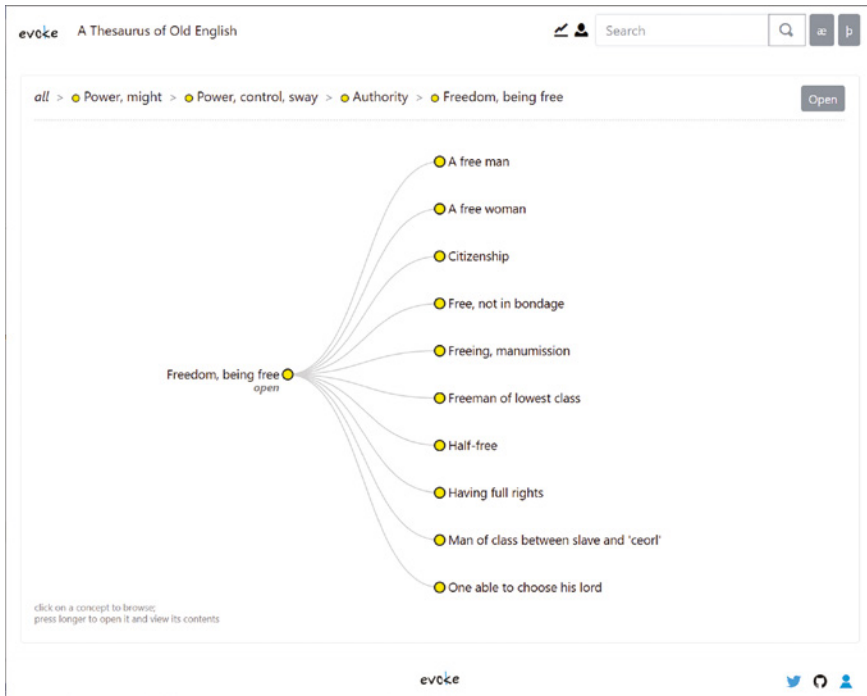 evoke A Thesaurus of Old English Search æ þ
all > Power, might > Power, control, sway > Authority > Freedom, being free Open
A free man
A free woman
Citizenship
Free, not in bondage
Freeing, manumission
Freedom, being free
open
Freeman of lowest class
Half-free
Having full rights
Man of class between slave and 'ceorl'
One able to choose his lord
click on a concept to browse;
press longer to open it and view its contents
evoke